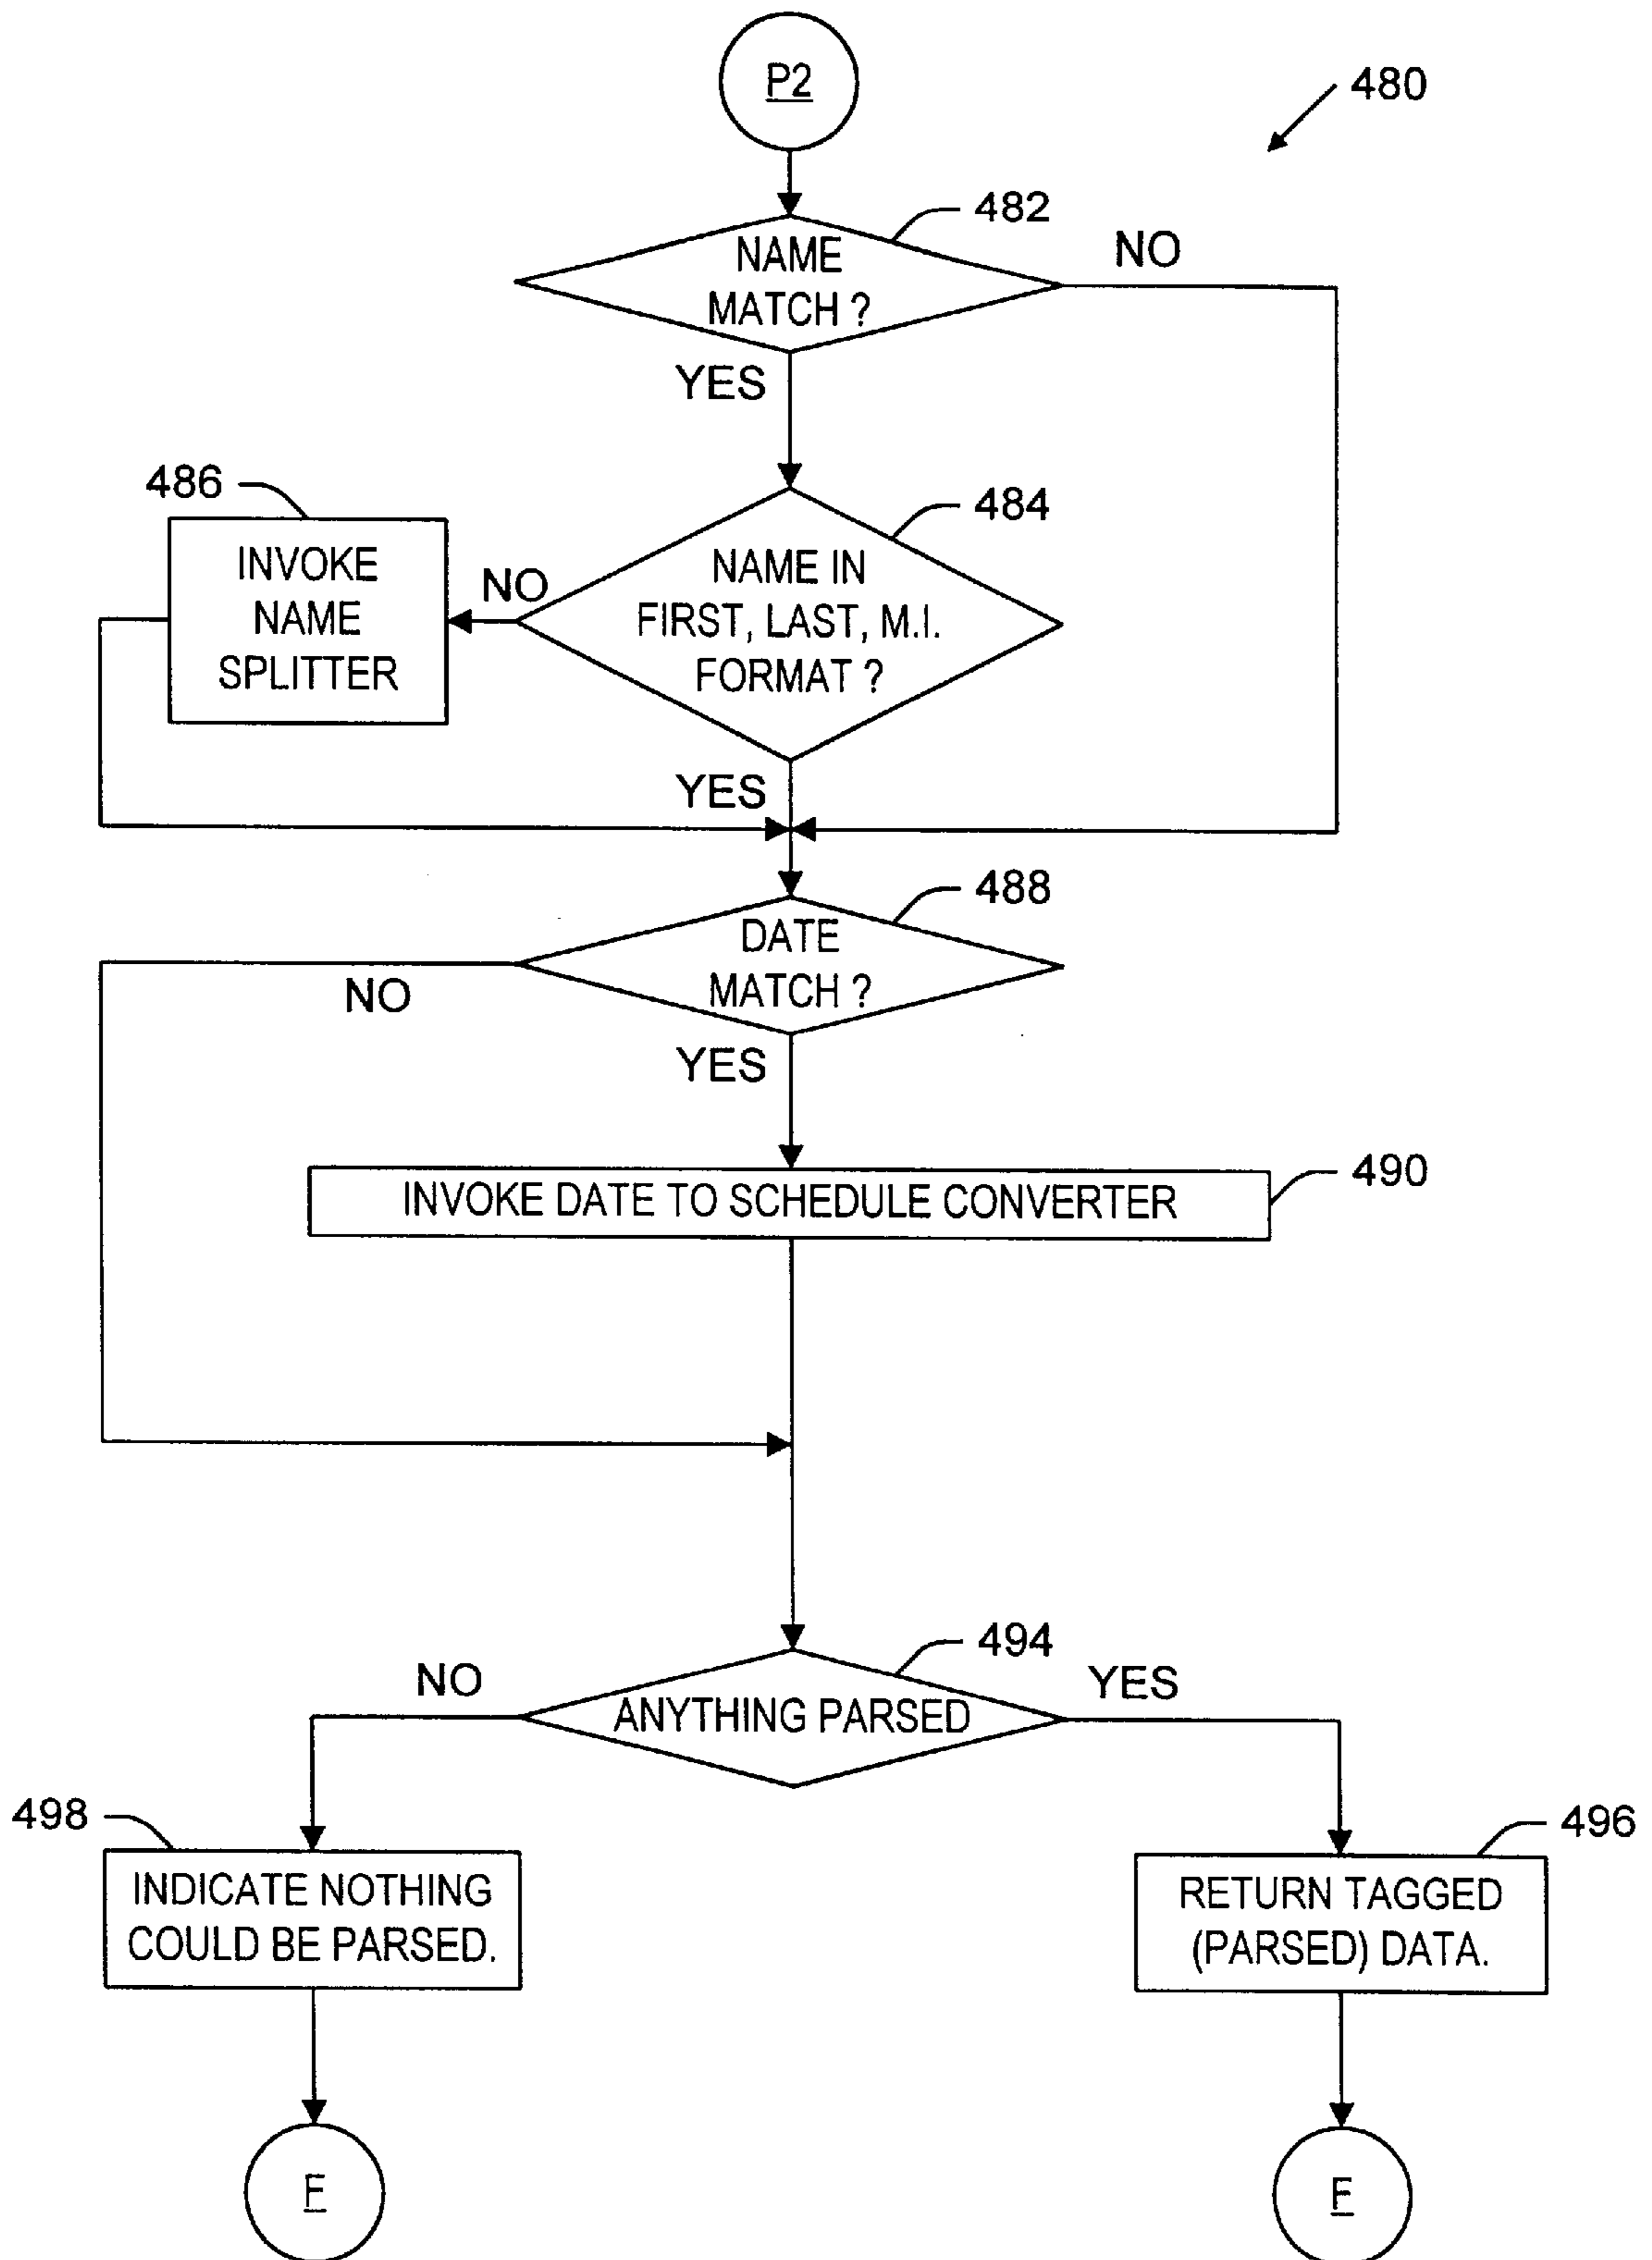 P2
480
482
NAME
MATCH ?
NO
YES
486
484
INVOKE
NAME
SPLITTER
NO
NAME IN
FIRST, LAST, M.I.
FORMAT ?
YES
488
DATE
MATCH ?
NO
YES
490
INVOKE DATE TO SCHEDULE CONVERTER
494
NO
YES
ANYTHING PARSED
498
496
INDICATE NOTHING
COULD BE PARSED.
RETURN TAGGED
(PARSED) DATA.
F
F